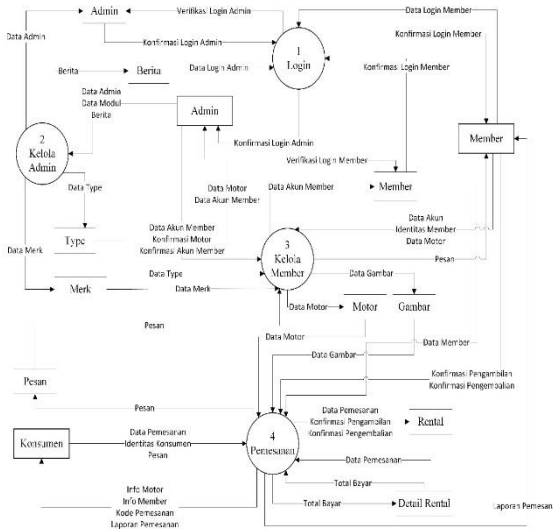 Admin
Verifikasi Login Admin
Data Login Member
Data Admin
Konfirmasi Login Admin
Konfirmasi Login Member
1
Login
Berita
Berita
Data Login Admin
Konfirmasi Login Member
Data Admin
Data Modul
Berita
Admin
Member
2
Kelola
Admin
Konfirmasi Login Admin
Verifikasi Login Member
Data Type
Data Motor
Data Akun Member
Data Akun Member
Member
Type
Data Akun Member
Konfirmasi Motor
Konfirmasi Akun Member
Data Akun
Identitas Member
Data Motor
Data Merk
3
Kelola
Member
Pesan
Data Type
Data Gambar
Merk
Data Merk
Data Motor
Motor
Gambar
Pesan
Data Motor
Data Member
Data Gambar
Pesan
Konfirmasi Pengambilan
Konfirmasi Pengembalian
Pesan
Data Pemesanan
Konfirmasi Pengambilan
Konfirmasi Pengembalian
Rental
Konsumen
Data Pemesanan
Identitas Konsumen
Pesan
4
Pemesanan
Data Pemesanan
Total Bayar
Info Motor
Info Member
Kode Pemesanan
Laporan Pemesanan
Total Bayar
Detail Rental
Laporan Pemesan